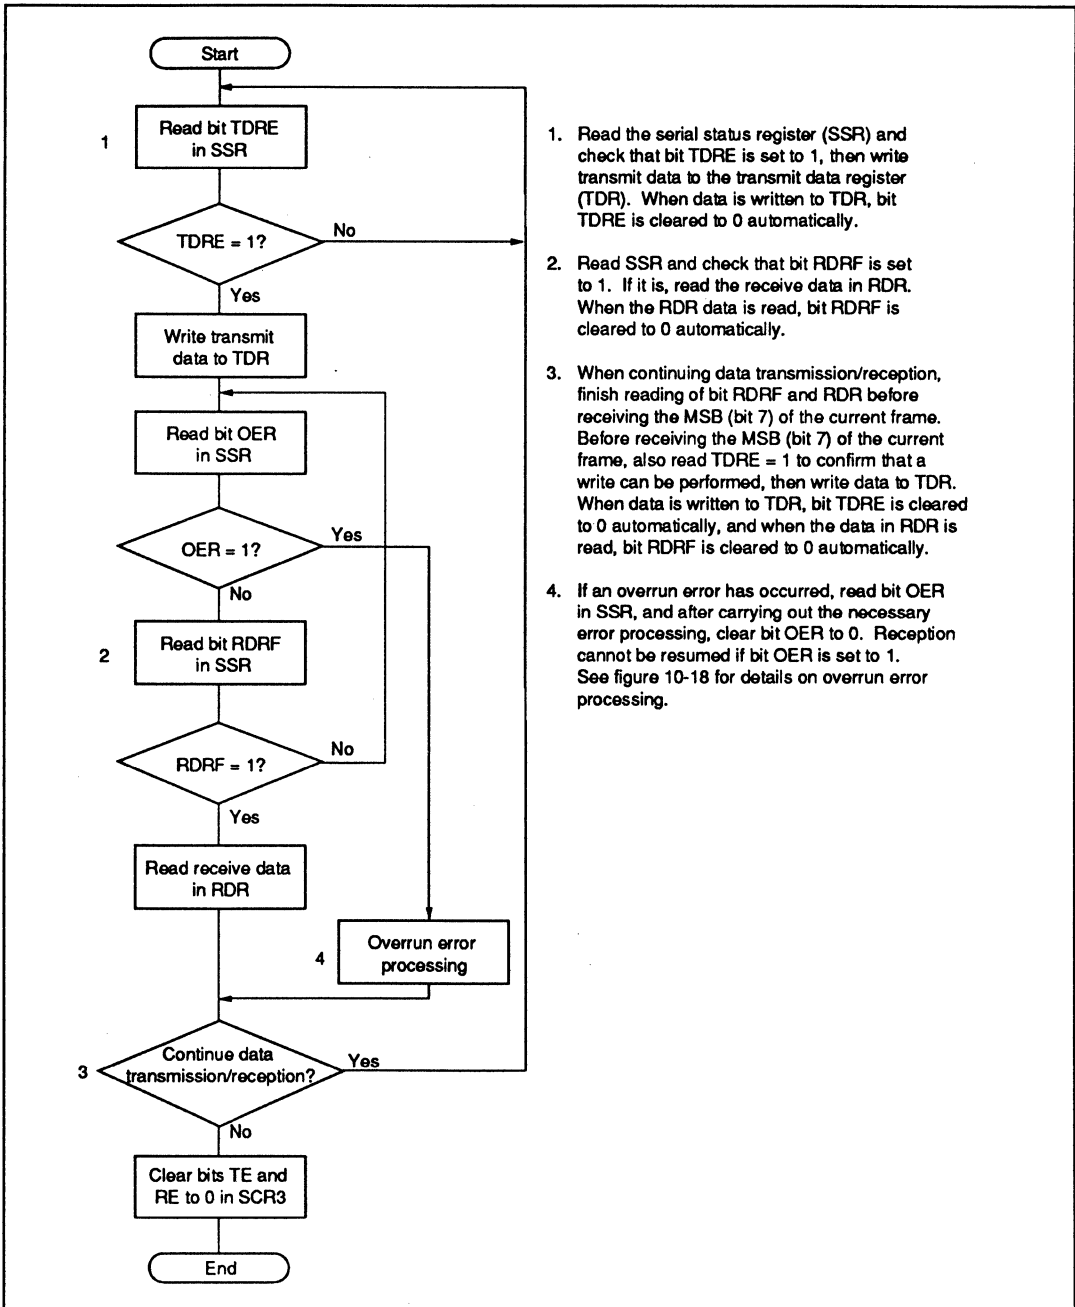 Start
1
Read bit TDRE
in SSR
TDRE = 1?
No
Yes
Write transmit
data to TDR
Read bit OER
in SSR
OER = 1?
Yes
No
2
Read bit RDRF
in SSR
RDRF = 1?
No
Yes
Read receive data
in RDR
4
Overrun error
processing
3
Continue data
transmission/reception?
Yes
No
Clear bits TE and
RE to 0 in SCR3
End
1. Read the serial status register (SSR) and
check that bit TDRE is set to 1, then write
transmit data to the transmit data register
(TDR). When data is written to TDR, bit
TDRE is cleared to 0 automatically.
2. Read SSR and check that bit RDRF is set
to 1. If it is, read the receive data in RDR.
When the RDR data is read, bit RDRF is
cleared to 0 automatically.
3. When continuing data transmission/reception,
finish reading of bit RDRF and RDR before
receiving the MSB (bit 7) of the current frame.
Before receiving the MSB (bit 7) of the current
frame, also read TDRE = 1 to confirm that a
write can be performed, then write data to TDR.
When data is written to TDR, bit TDRE is cleared
to 0 automatically, and when the data in RDR is
read, bit RDRF is cleared to 0 automatically.
4. If an overrun error has occurred, read bit OER
in SSR, and after carrying out the necessary
error processing, clear bit OER to 0. Reception
cannot be resumed if bit OER is set to 1.
See figure 10-18 for details on overrun error
processing.